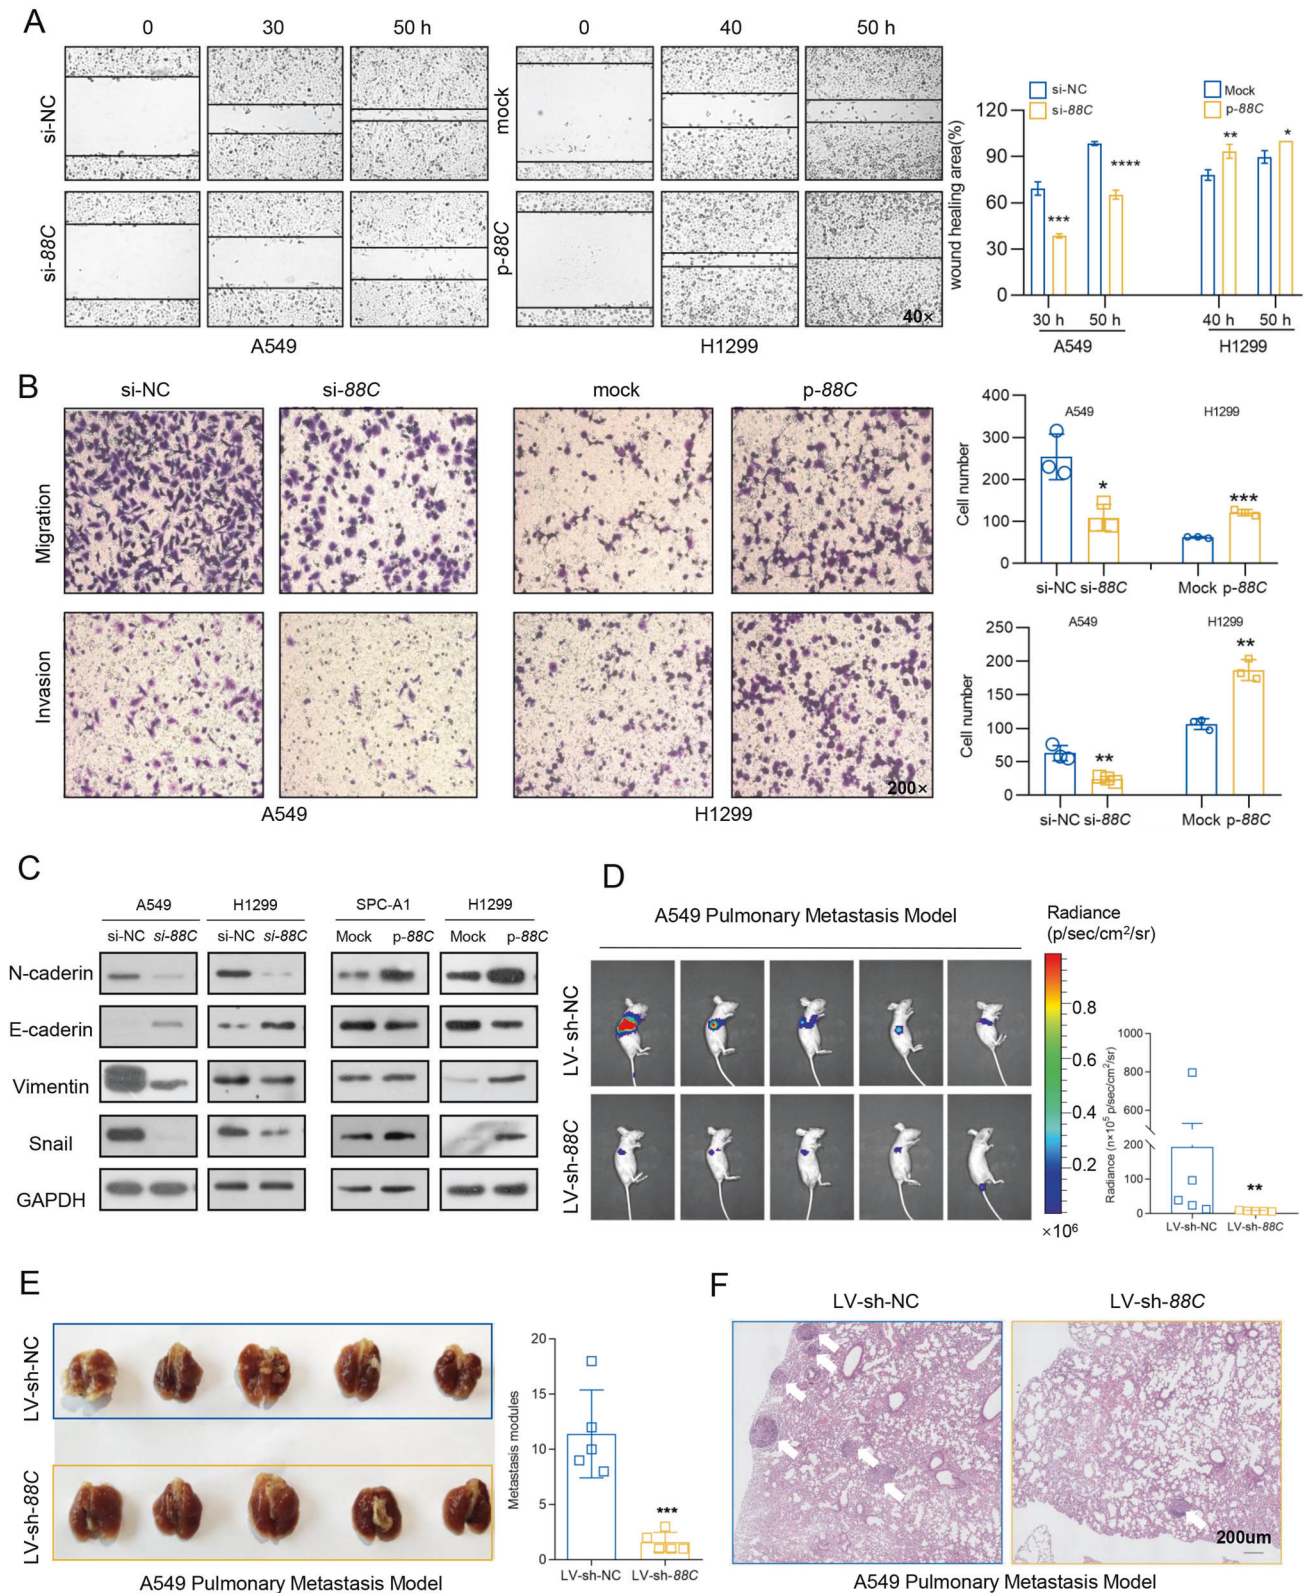 A
0 30 50 h 0 40 50 h
si-NC
mock
si-88C
p-88C
40×
A549
H1299
si-NC
si-88C
Mock
p-88C
wound healing area(%)
120
90
60
30
0
***
****
**
*
30 h 50 h 40 h 50 h
A549 H1299
B
si-NC si-88C mock p-88C
Migration
Invasion
200×
A549
H1299
Cell number
400
300
200
100
0
A549 H1299
*
***
si-NC si-88C Mock p-88C
Cell number
250
200
150
100
50
0
A549 H1299
**
**
si-NC si-88C Mock p-88C
C
A549 H1299 SPC-A1 H1299
si-NC si-88C si-NC si-88C Mock p-88C Mock p-88C
N-caderin
E-caderin
Vimentin
Snail
GAPDH
D
A549 Pulmonary Metastasis Model
LV- sh-NC
LV-sh-88C
Radiance
(p/sec/cm²/sr)
0.8
0.6
0.4
0.2
×10⁶
Radiance (n×10⁵ p/sec/cm²/sr)
1000
800
600
200
100
0
**
LV-sh-NC LV-sh-88C
E
LV-sh-NC
LV-sh-88C
A549 Pulmonary Metastasis Model
Metastasis modules
20
15
10
5
0
***
LV-sh-NC LV-sh-88C
F
LV-sh-NC LV-sh-88C
200um
A549 Pulmonary Metastasis Model